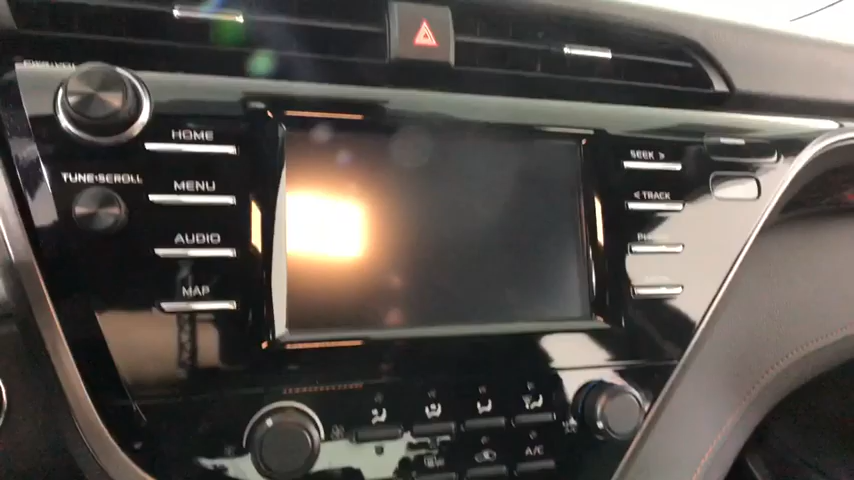 HOME
TUNE•SCROLL
MENU
AUDIO
MAP
SEEK >
< TRACK
A/C